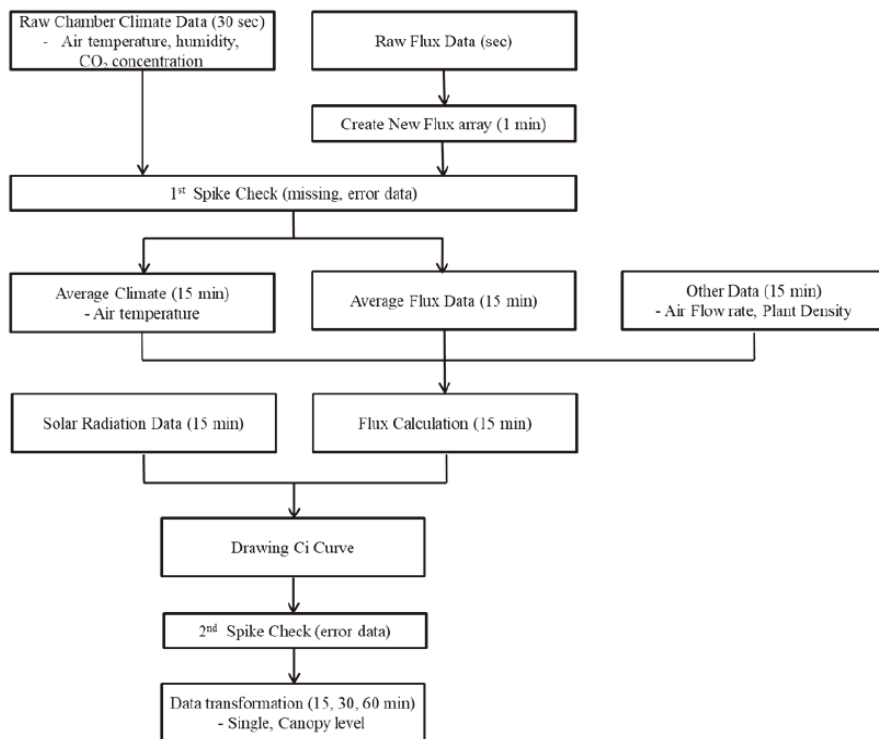 Raw Chamber Climate Data (30 sec)
- Air temperature, humidity,
CO₂ concentration
Raw Flux Data (sec)
Create New Flux array (1 min)
1st Spike Check (missing, error data)
Average Climate (15 min)
- Air temperature
Average Flux Data (15 min)
Other Data (15 min)
- Air Flow rate, Plant Density
Solar Radiation Data (15 min)
Flux Calculation (15 min)
Drawing Ci Curve
2nd Spike Check (error data)
Data transformation (15, 30, 60 min)
- Single, Canopy level